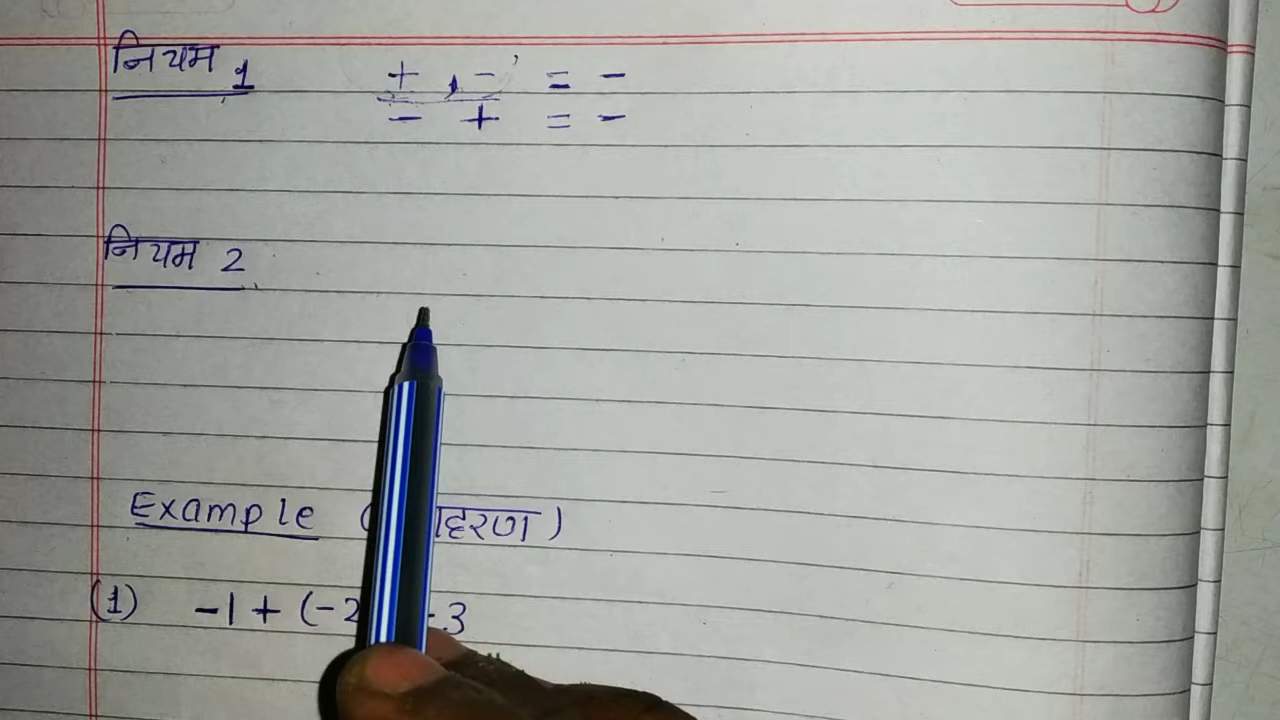 नियम 1 + , - = -
- + = -
नियम 2
Example ( ाहरण )
(1) -1 + (-2 - 3